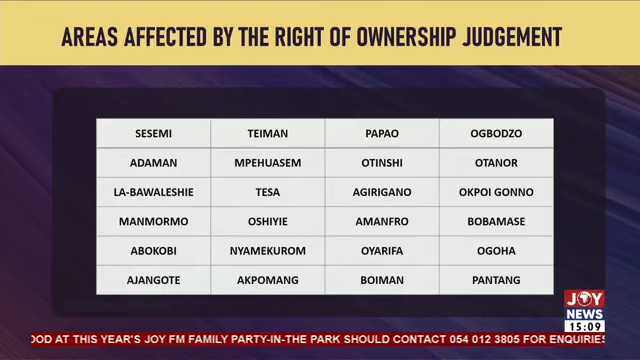 AREAS AFFECTED BY THE RIGHT OF OWNERSHIP JUDGEMENT
SESEMI TEIMAN PAPAO OGBODZO
ADAMAN MPEHUASEM OTINSHI OTANOR
LA-BAWALESHIE TESA AGIRIGANO OKPOI GONNO
MANMORMO OSHIYIE AMANFRO BOBAMASE
ABOKOBI NYAMEKUROM OYARIFA OGOHA
AJANGOTE AKPOMANG BOIMAN PANTANG
JOY
NEWS
15:09
OOD AT THIS YEAR'S JOY FM FAMILY PARTY-IN-THE PARK SHOULD CONTACT 054 012 3805 FOR ENQUIRIES